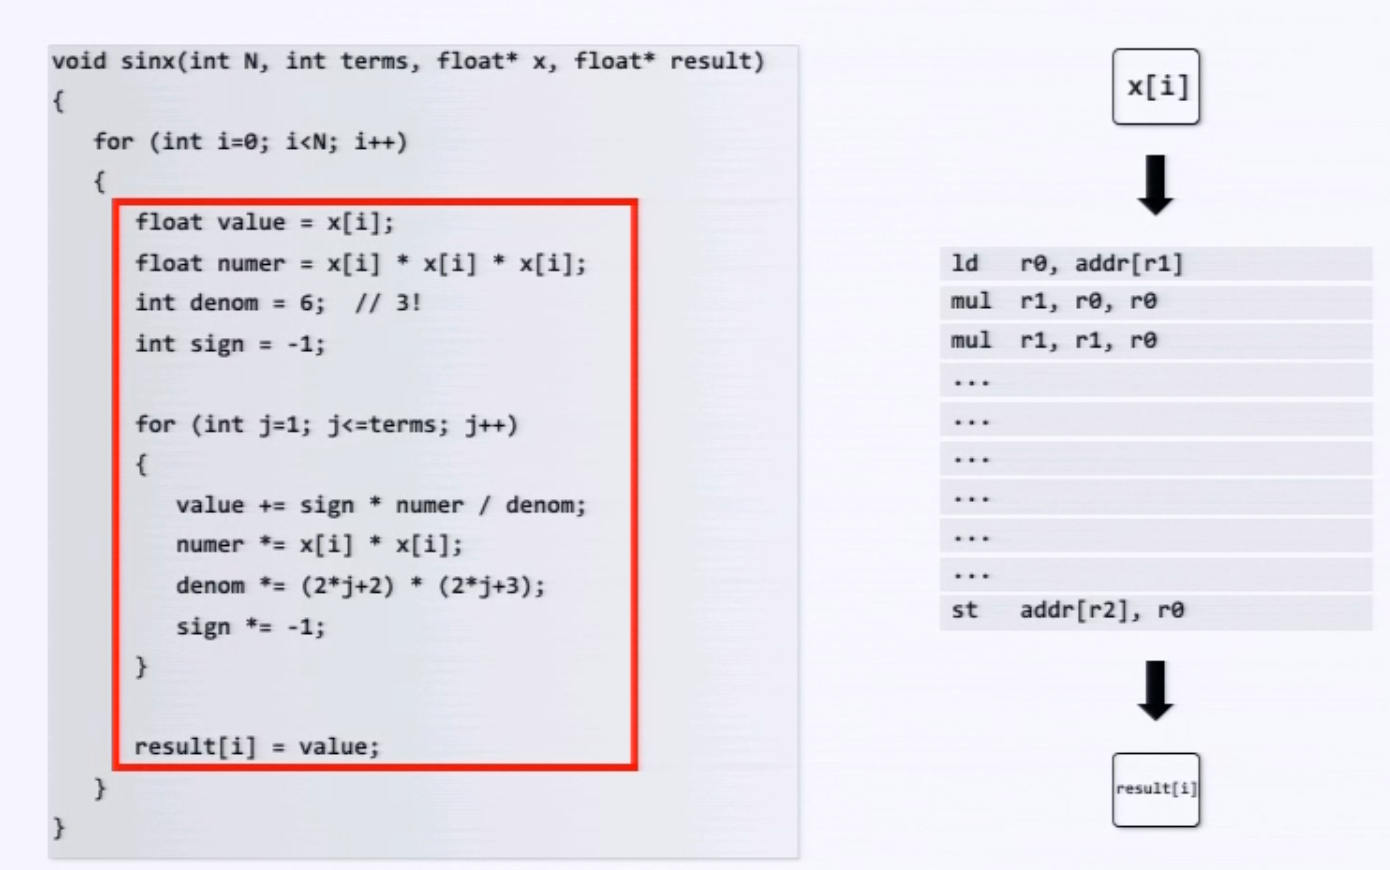 void sinx(int N, int terms, float* x, float* result)
{
for (int i=0; i<N; i++)
{
float value = x[i];
float numer = x[i] * x[i] * x[i];
int denom = 6;  // 3!
int sign = -1;
for (int j=1; j<=terms; j++)
{
value += sign * numer / denom;
numer *= x[i] * x[i];
denom *= (2*j+2) * (2*j+3);
sign *= -1;
}
result[i] = value;
}
}
x[i]
ld r0, addr[r1]
mul r1, r0, r0
mul r1, r1, r0
...
...
...
...
...
...
st addr[r2], r0
result[i]